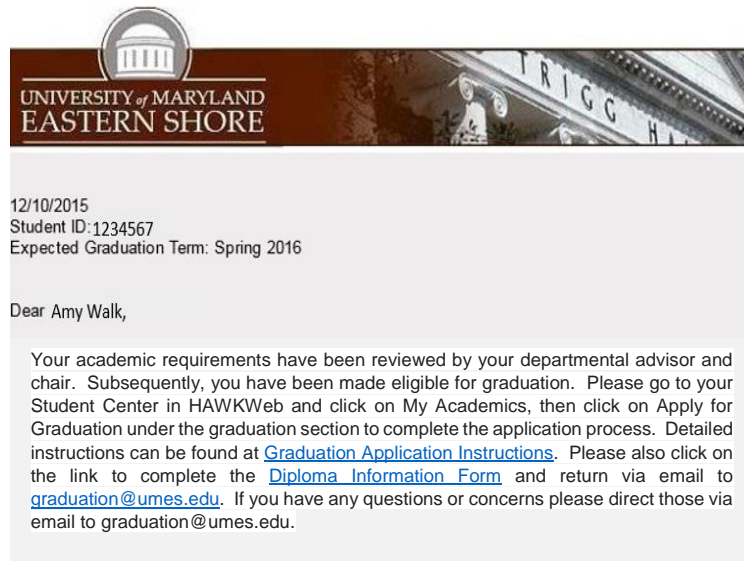 UNIVERSITY of MARYLAND
EASTERN SHORE
TRIGG HA
12/10/2015
Student ID: 1234567
Expected Graduation Term: Spring 2016
Dear Amy Walk,
Your academic requirements have been reviewed by your departmental advisor and
chair. Subsequently, you have been made eligible for graduation. Please go to your
Student Center in HAWKWeb and click on My Academics, then click on Apply for
Graduation under the graduation section to complete the application process. Detailed
instructions can be found at Graduation Application Instructions. Please also click on
the link to complete the Diploma Information Form and return via email to
graduation@umes.edu. If you have any questions or concerns please direct those via
email to graduation@umes.edu.